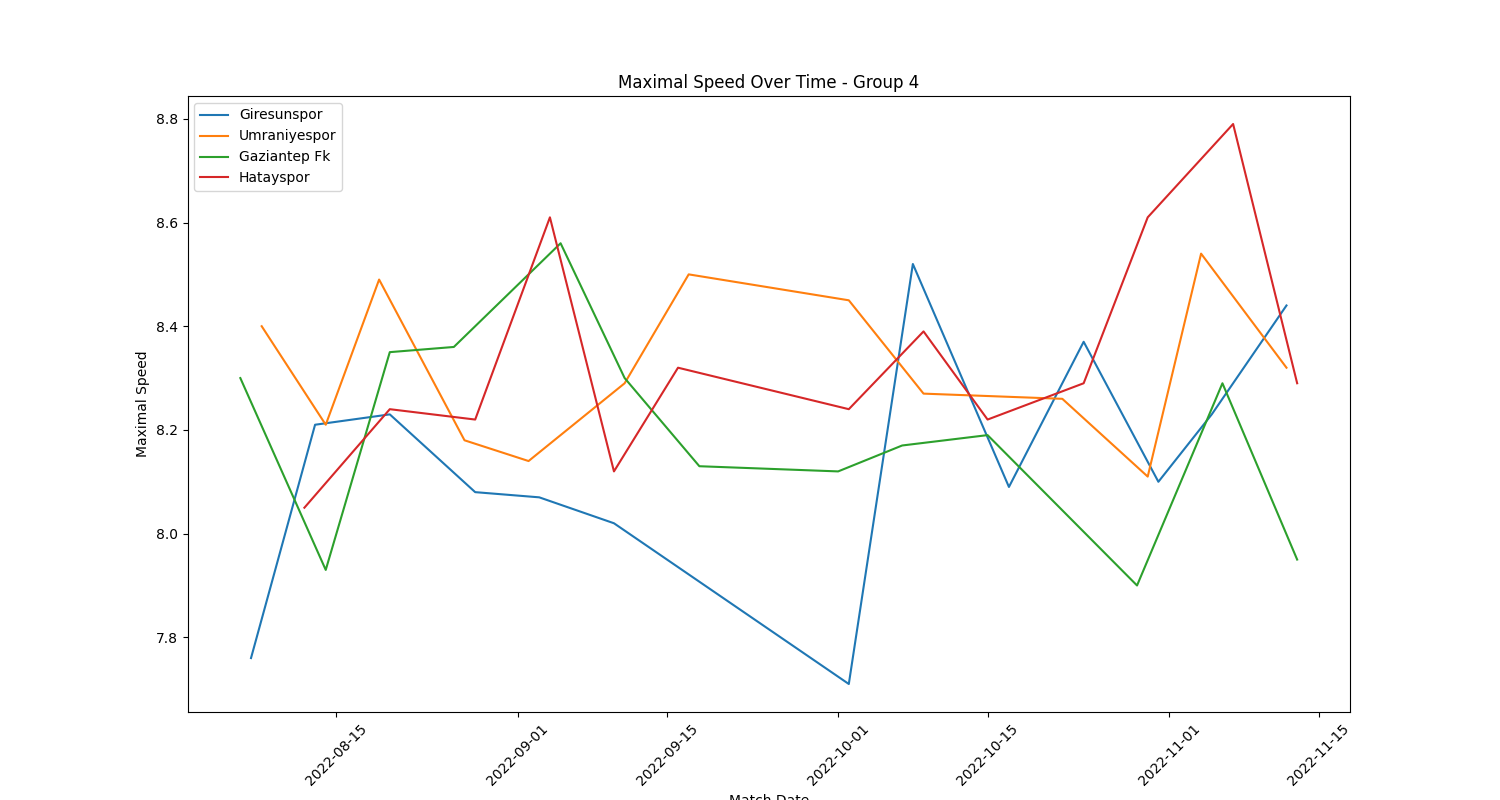 Maximal Speed Over Time - Group 4
Giresunspor
Umraniyespor
Gaziantep Fk
Hatayspor
Maximal Speed
8.8
8.6
8.4
8.2
8.0
7.8
2022-08-15
2022-09-01
2022-09-15
2022-10-01
2022-10-15
2022-11-01
2022-11-15
Match Date